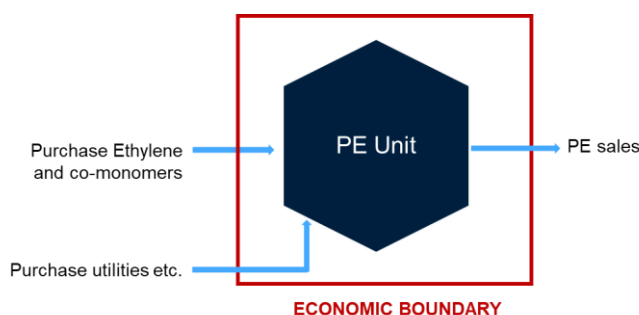 PE Unit
Purchase Ethylene
and co-monomers
PE sales
Purchase utilities etc.
ECONOMIC BOUNDARY